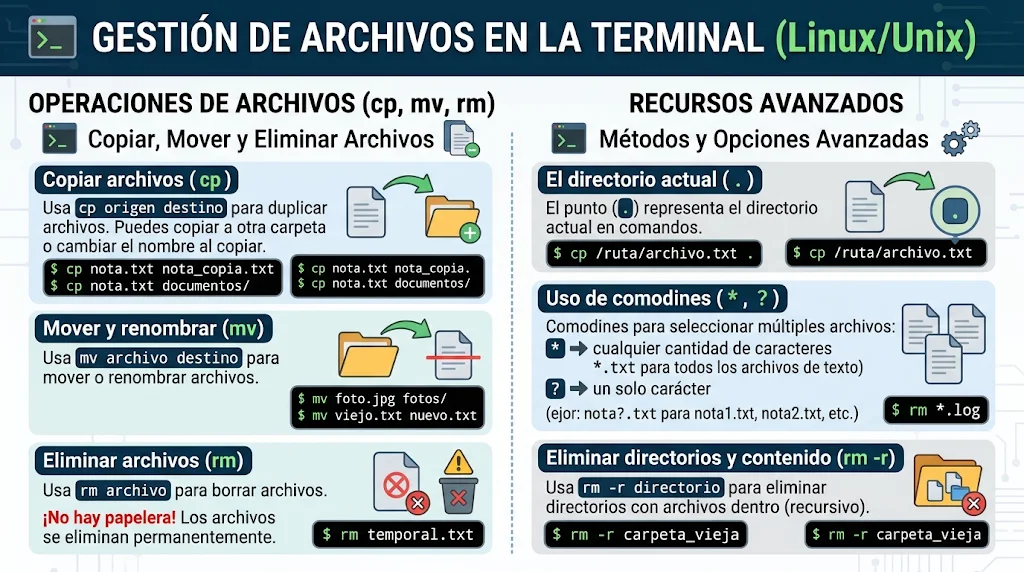 >_ GESTIÓN DE ARCHIVOS EN LA TERMINAL (Linux/Unix)
OPERACIONES DE ARCHIVOS (cp, mv, rm)
>_ Copiar, Mover y Eliminar Archivos
Copiar archivos (cp)
Usa cp origen destino para duplicar
archivos. Puedes copiar a otra carpeta
o cambiar el nombre al copiar.
$ cp nota.txt nota_copia.txt
$ cp nota.txt documentos/
$ cp nota.txt nota_copia.
$ cp nota.txt documentos/
Mover y renombrar (mv)
Usa mv archivo destino para
mover o renombrar archivos.
$ mv foto.jpg fotos/
$ mv viejo.txt nuevo.txt
Eliminar archivos (rm)
Usa rm archivo para borrar archivos.
¡No hay papelera! Los archivos
se eliminan permanentemente.
$ rm temporal.txt
RECURSOS AVANZADOS
>_ Métodos y Opciones Avanzadas
El directorio actual ( . )
El punto ( . ) representa el directorio
actual en comandos.
.
$ cp /ruta/archivo.txt .
$ cp /ruta/archivo.txt
Uso de comodines ( * , ? )
Comodines para seleccionar múltiples archivos:
* ➔ cualquier cantidad de caracteres
*.txt para todos los archivos de texto)
? ➔ un solo carácter
(ejor: nota?.txt para nota1.txt, nota2.txt, etc.)
$ rm *.log
Eliminar directorios y contenido (rm -r)
Usa rm -r directorio para eliminar
directorios con archivos dentro (recursivo).
$ rm -r carpeta_vieja
$ rm -r carpeta_vieja